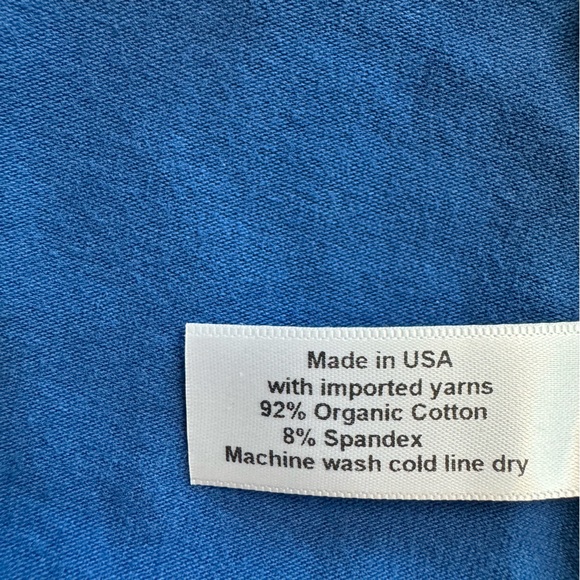 Made in USA
with imported yarns
92% Organic Cotton
8% Spandex
Machine wash cold line dry